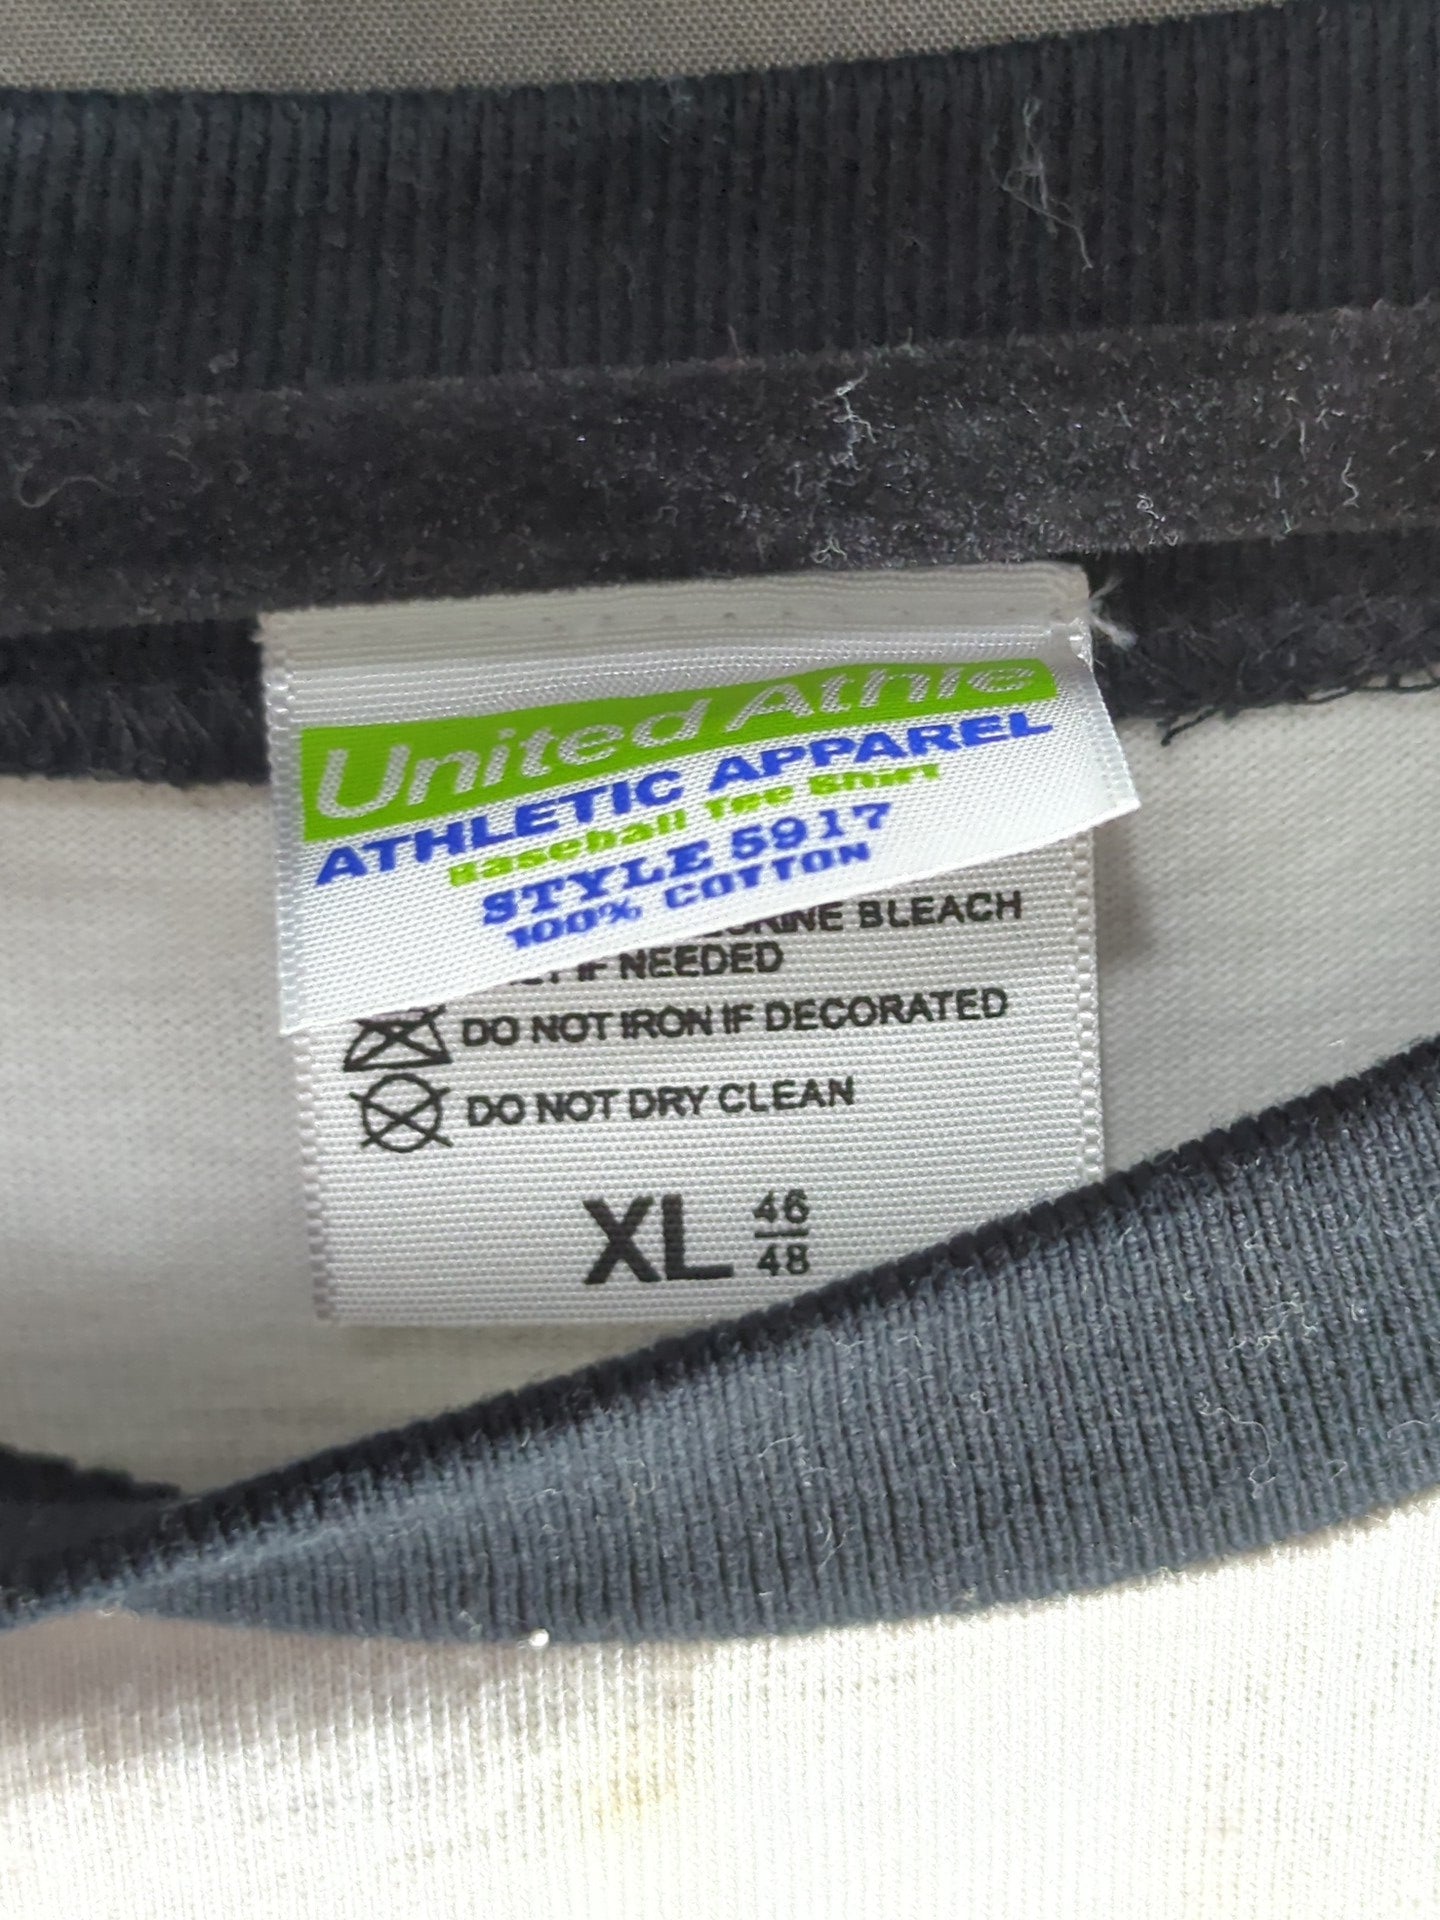 United Athle
ATHLETIC APPAREL
Baseball Tee Shirt
STYLE 5917
100% COTTON
BLEACH
IF NEEDED
DO NOT IRON IF DECORATED
DO NOT DRY CLEAN
XL 46
48